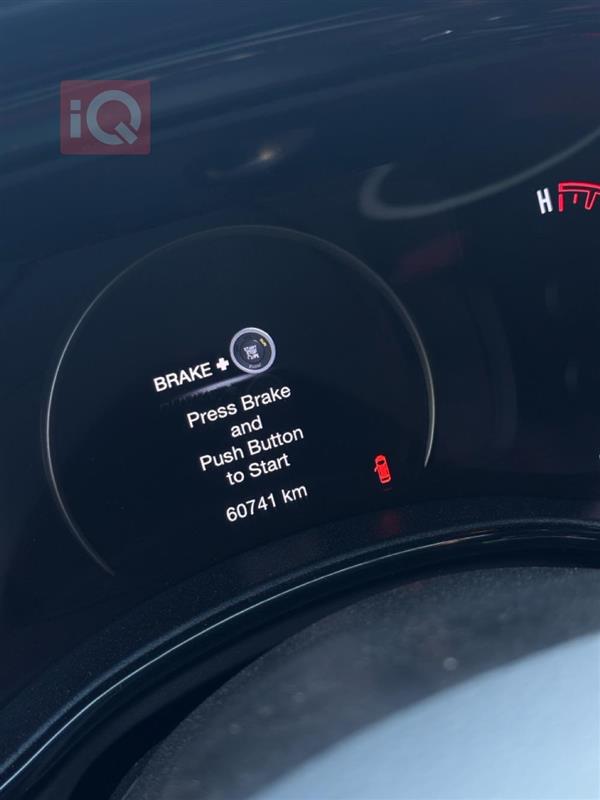 iQ
H
BRAKE +
Press Brake
and
Push Button
to Start
60741 km